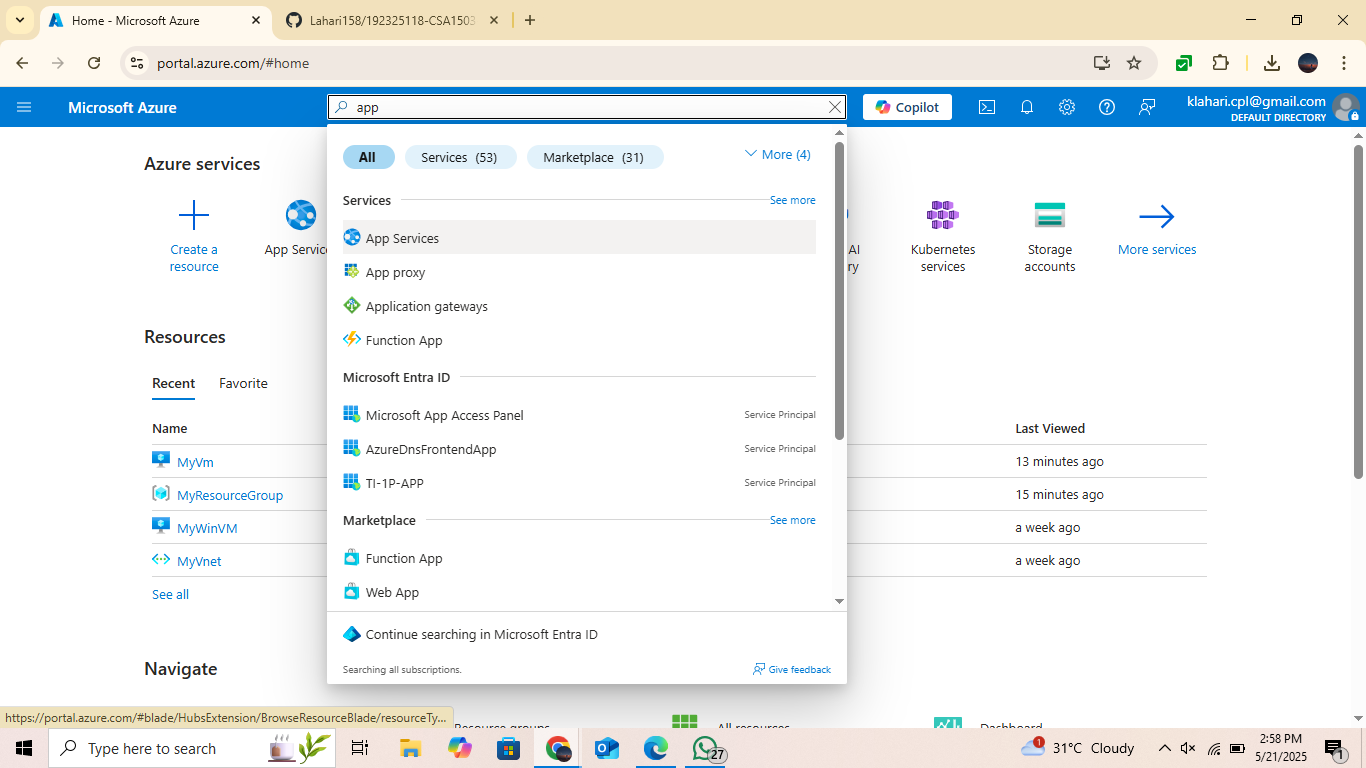 Home - Microsoft Azure
Lahari158/192325118-CSA1503
portal.azure.com/#home
Microsoft Azure
app
Copilot
klahari.cpl@gmail.com
DEFAULT DIRECTORY
All
Services (53)
Marketplace (31)
More (4)
Azure services
Services
See more
Create a resource
App Servic
App Services
App proxy
Application gateways
Function App
AI
ry
Kubernetes services
Storage accounts
More services
Resources
Recent
Favorite
Microsoft Entra ID
Microsoft App Access Panel
Service Principal
AzureDnsFrontendApp
Service Principal
TI-1P-APP
Service Principal
Name
Last Viewed
MyVm
13 minutes ago
MyResourceGroup
15 minutes ago
MyWinVM
a week ago
MyVnet
a week ago
See all
Marketplace
See more
Function App
Web App
Continue searching in Microsoft Entra ID
Searching all subscriptions.
Give feedback
Navigate
Resource groups
All resources
Dashboard
https://portal.azure.com/#blade/HubsExtension/BrowseResourceBlade/resourceTy...
Type here to search
27
1
31°C Cloudy
2:58 PM
5/21/2025
1